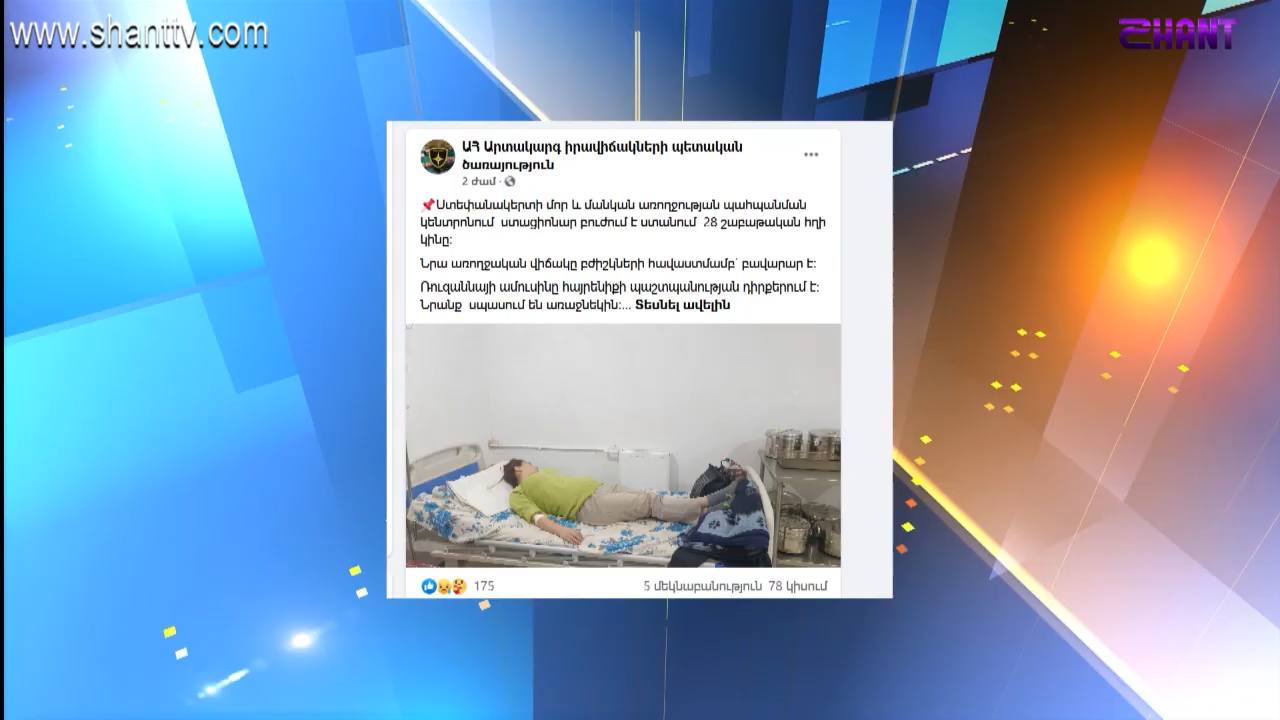 www.shanttv.com
SHANT
ԱՀ Արտակարգ իրավիճակների պետական
ծառայություն
2 ժամ ·
Ստեփանակերտի մոր և մանկան առողջության պահպանման
կենտրոնում ստացիոնար բուժում է ստանում 28 շաբաթական հղի
կինը։
Նրա առողջական վիճակը բժիշկների հավաստմամբ՝ բավարար է։
Ռուզաննայի ամուսինը հայրենիքի պաշտպանության դիրքերում է։
Նրանք սպասում են առաջնեկին։... Տեսնել ավելին
175
5 մեկնաբանություն 78 կիսում